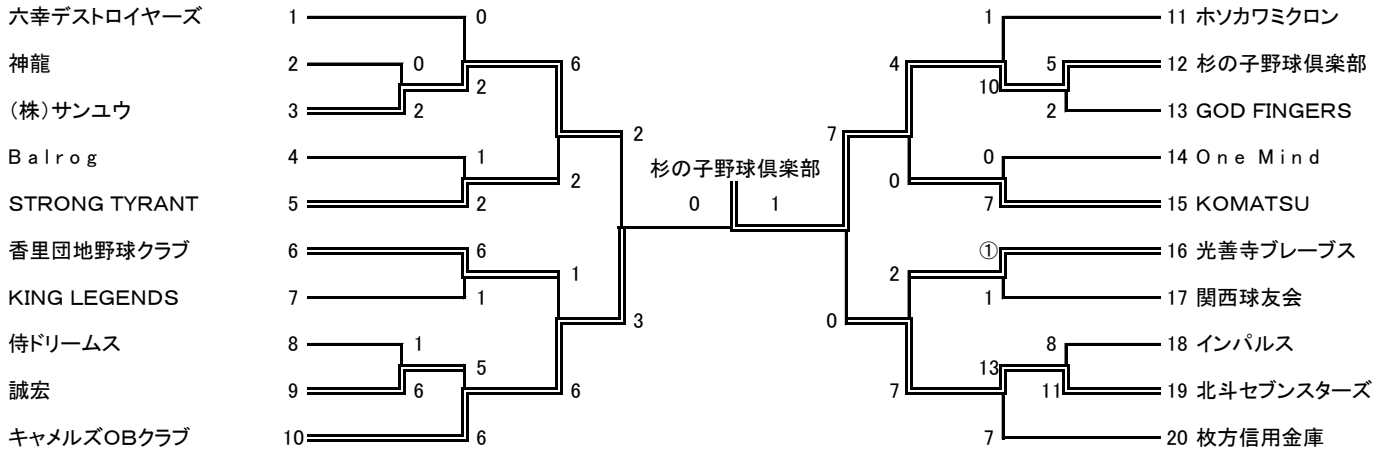 六幸デストロイヤーズ 1 0 1 11 ホソカワミクロン
神龍 2 0 6 4 5 12 杉の子野球倶楽部
2 10
(株)サンユウ 3 2 2 13 GOD FINGERS
2 7
Balrog 4 1 0 14 One Mind
杉の子野球倶楽部
2 0
STRONG TYRANT 5 2 0 1 7 15 KOMATSU
香里団地野球クラブ 6 6 ① 16 光善寺ブレーブス
1 2
KING LEGENDS 7 1 1 17 関西球友会
3 0
侍ドリームス 8 1 8 18 インパルス
5 13
誠宏 9 6 6 7 11 19 北斗セブンスターズ
キャメルズOBクラブ 10 6 7 20 枚方信用金庫